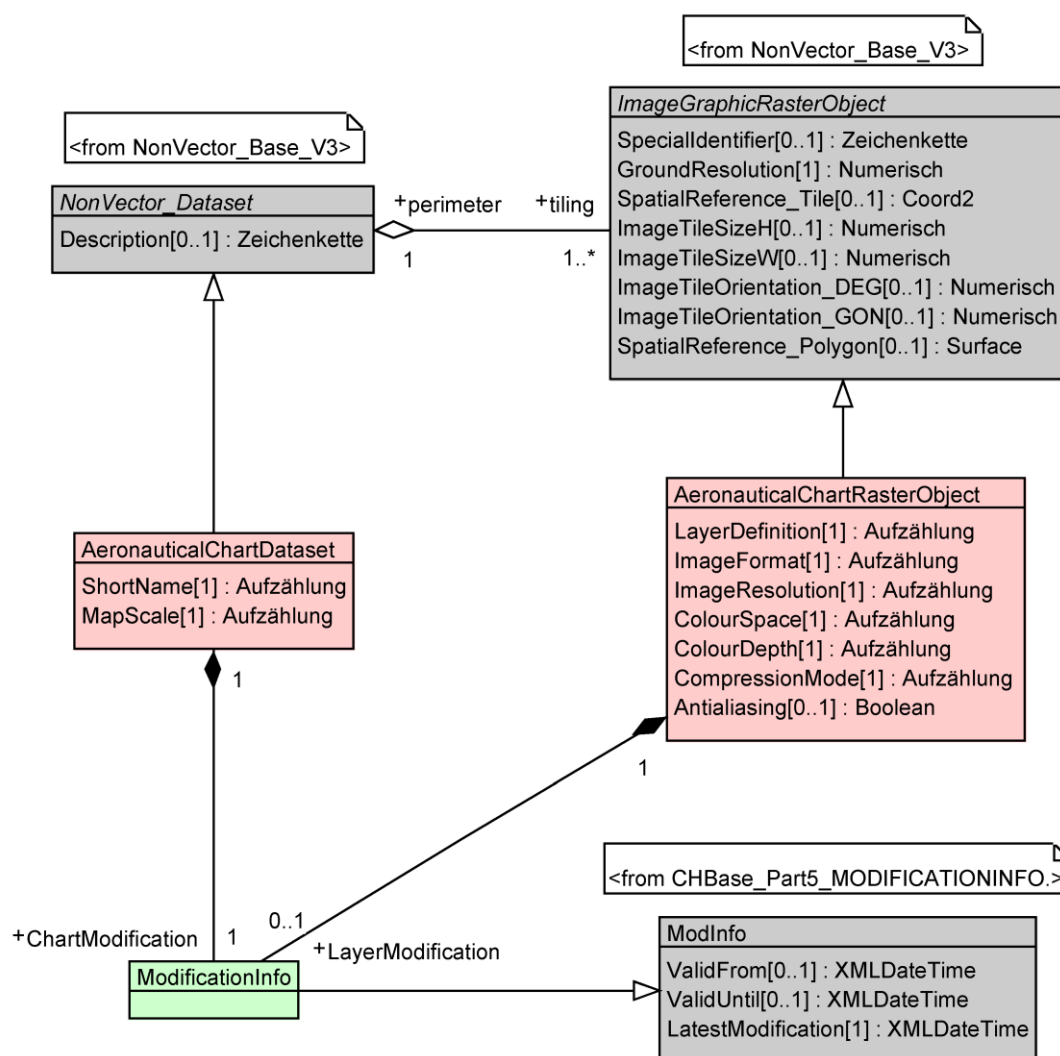 <from NonVector_Base_V3>
ImageGraphicRasterObject
SpecialIdentifier[0..1] : Zeichenkette
GroundResolution[1] : Numerisch
SpatialReference_Tile[0..1] : Coord2
ImageTileSizeH[0..1] : Numerisch
ImageTileSizeW[0..1] : Numerisch
ImageTileOrientation_DEG[0..1] : Numerisch
ImageTileOrientation_GON[0..1] : Numerisch
SpatialReference_Polygon[0..1] : Surface
<from NonVector_Base_V3>
NonVector_Dataset
Description[0..1] : Zeichenkette
+perimeter
+tiling
1
1..*
AeronauticalChartRasterObject
LayerDefinition[1] : Aufzählung
ImageFormat[1] : Aufzählung
ImageResolution[1] : Aufzählung
ColourSpace[1] : Aufzählung
ColourDepth[1] : Aufzählung
CompressionMode[1] : Aufzählung
Antialiasing[0..1] : Boolean
AeronauticalChartDataset
ShortName[1] : Aufzählung
MapScale[1] : Aufzählung
1
1
<from CHBase_Part5_MODIFICATIONINFO.>
+ChartModification
1
0..1
+LayerModification
ModificationInfo
ModInfo
ValidFrom[0..1] : XMLDateTime
ValidUntil[0..1] : XMLDateTime
LatestModification[1] : XMLDateTime